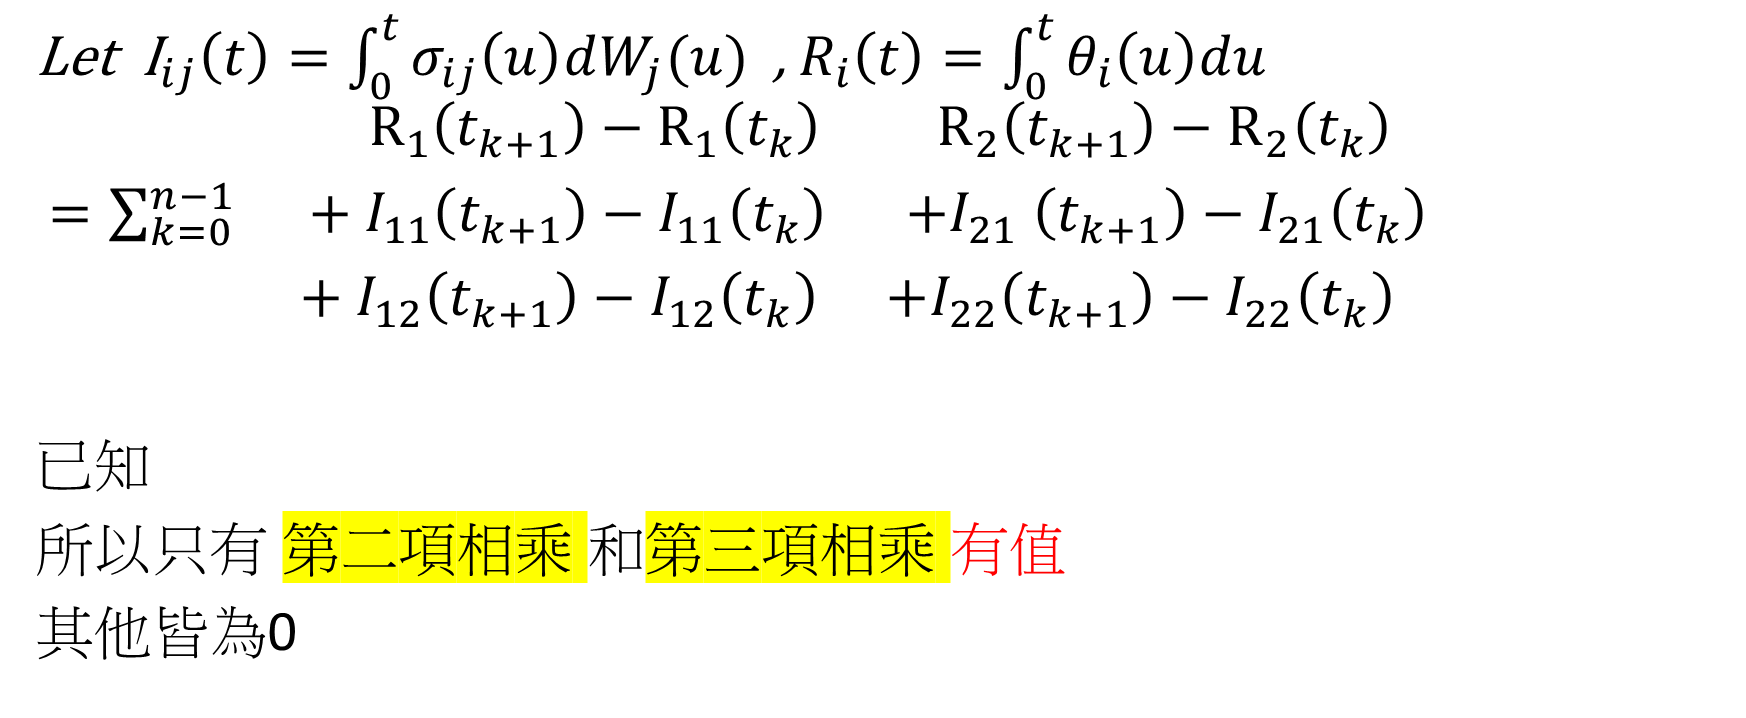 Let I_{ij}(t) = ∫_0^t σ_{ij}(u)dW_j(u) , R_i(t) = ∫_0^t θ_i(u)du
R_1(t_{k+1}) − R_1(t_k) R_2(t_{k+1}) − R_2(t_k)
= ∑_{k=0}^{n−1} + I_{11}(t_{k+1}) − I_{11}(t_k) +I_{21} (t_{k+1}) − I_{21}(t_k)
+ I_{12}(t_{k+1}) − I_{12}(t_k) +I_{22}(t_{k+1}) − I_{22}(t_k)
已知
所以只有 第二項相乘 和第三項相乘 有值
其他皆為0